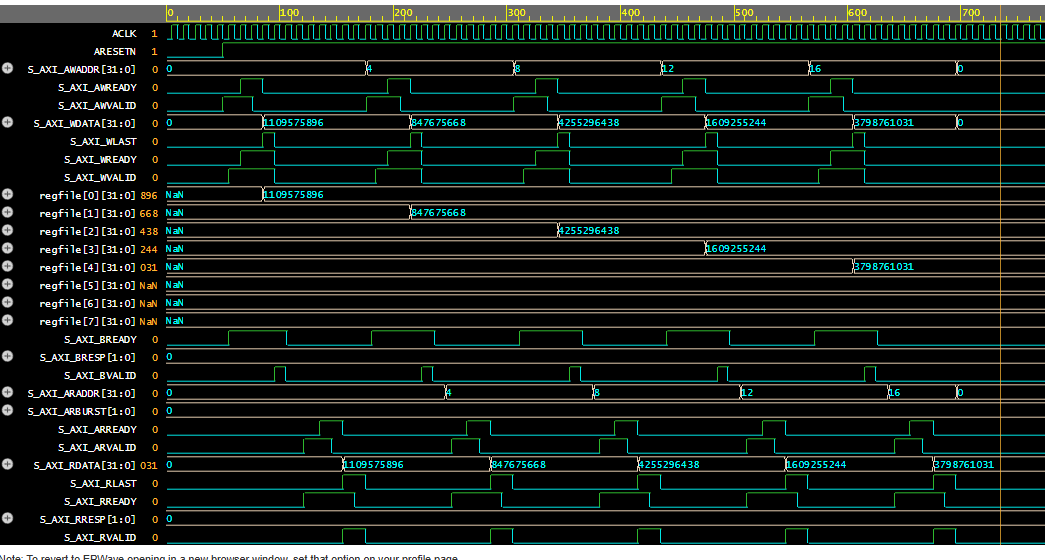 0 100 200 300 400 500 600 700
ACLK 1
ARESETN 1
S_AXI_AWADDR[31:0] 0 0 4 8 12 16 0
S_AXI_AWREADY 0
S_AXI_AWVALID 0
S_AXI_WDATA[31:0] 0 0 1109575896 847675668 4255296438 1609255244 3798761031 0
S_AXI_WLAST 0
S_AXI_WREADY 0
S_AXI_WVALID 0
regfile[0][31:0] 896 NaN 1109575896
regfile[1][31:0] 668 NaN 847675668
regfile[2][31:0] 438 NaN 4255296438
regfile[3][31:0] 244 NaN 1609255244
regfile[4][31:0] 031 NaN 3798761031
regfile[5][31:0] NaN NaN
regfile[6][31:0] NaN NaN
regfile[7][31:0] NaN NaN
S_AXI_BREADY 0
S_AXI_BRESP[1:0] 0 0
S_AXI_BVALID 0
S_AXI_ARADDR[31:0] 0 0 4 8 12 16 0
S_AXI_ARBURST[1:0] 0 0
S_AXI_ARREADY 0
S_AXI_ARVALID 0
S_AXI_RDATA[31:0] 031 0 1109575896 847675668 4255296438 1609255244 3798761031
S_AXI_RLAST 0
S_AXI_RREADY 0
S_AXI_RRESP[1:0] 0 0
S_AXI_RVALID 0
Note: To revert to EPWave opening in a new browser window, set that option on your profile page.